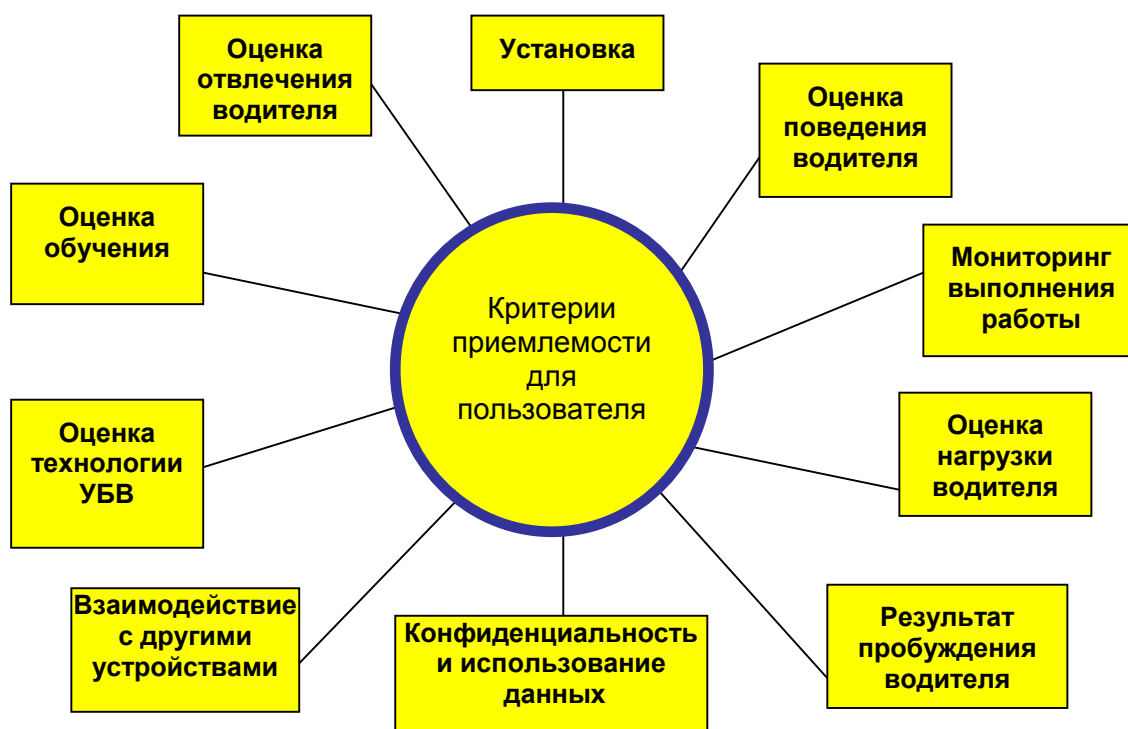 Оценка
отвлечения
водителя
Установка
Оценка
поведения
водителя
Оценка
обучения
Мониторинг
выполнения
работы
Критерии
приемлемости
для
пользователя
Оценка
технологии
УБВ
Оценка
нагрузки
водителя
Взаимодействие
с другими
устройствами
Конфиденциальность
и использование
данных
Результат
пробуждения
водителя